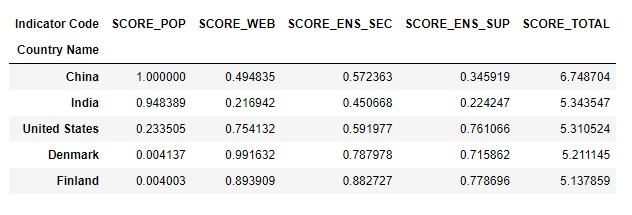 Indicator Code SCORE_POP SCORE_WEB SCORE_ENS_SEC SCORE_ENS_SUP SCORE_TOTAL
Country Name
China 1.000000 0.494835 0.572363 0.345919 6.748704
India 0.948389 0.216942 0.450668 0.224247 5.343547
United States 0.233505 0.754132 0.591977 0.761066 5.310524
Denmark 0.004137 0.991632 0.787978 0.715862 5.211145
Finland 0.004003 0.893909 0.882727 0.778696 5.137859